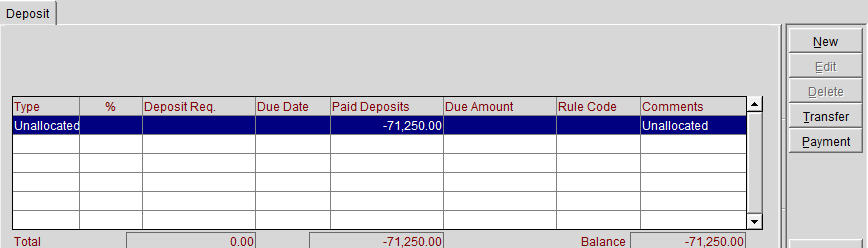 Deposit
New
Edit
Delete
Transfer
Payment
Type % Deposit Req. Due Date Paid Deposits Due Amount Rule Code Comments
Unallocated -71,250.00 Unallocated
Total 0.00 -71,250.00 Balance -71,250.00